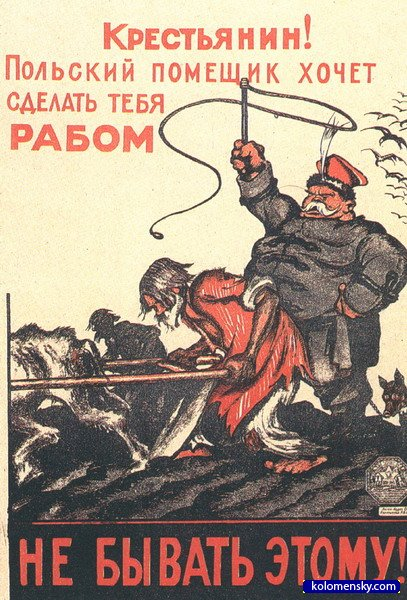 Крестьянин!
Польский помещик хочет
сделать тебя
РАБОМ
НЕ БЫВАТЬ ЭТОМУ!
kolomensky.com